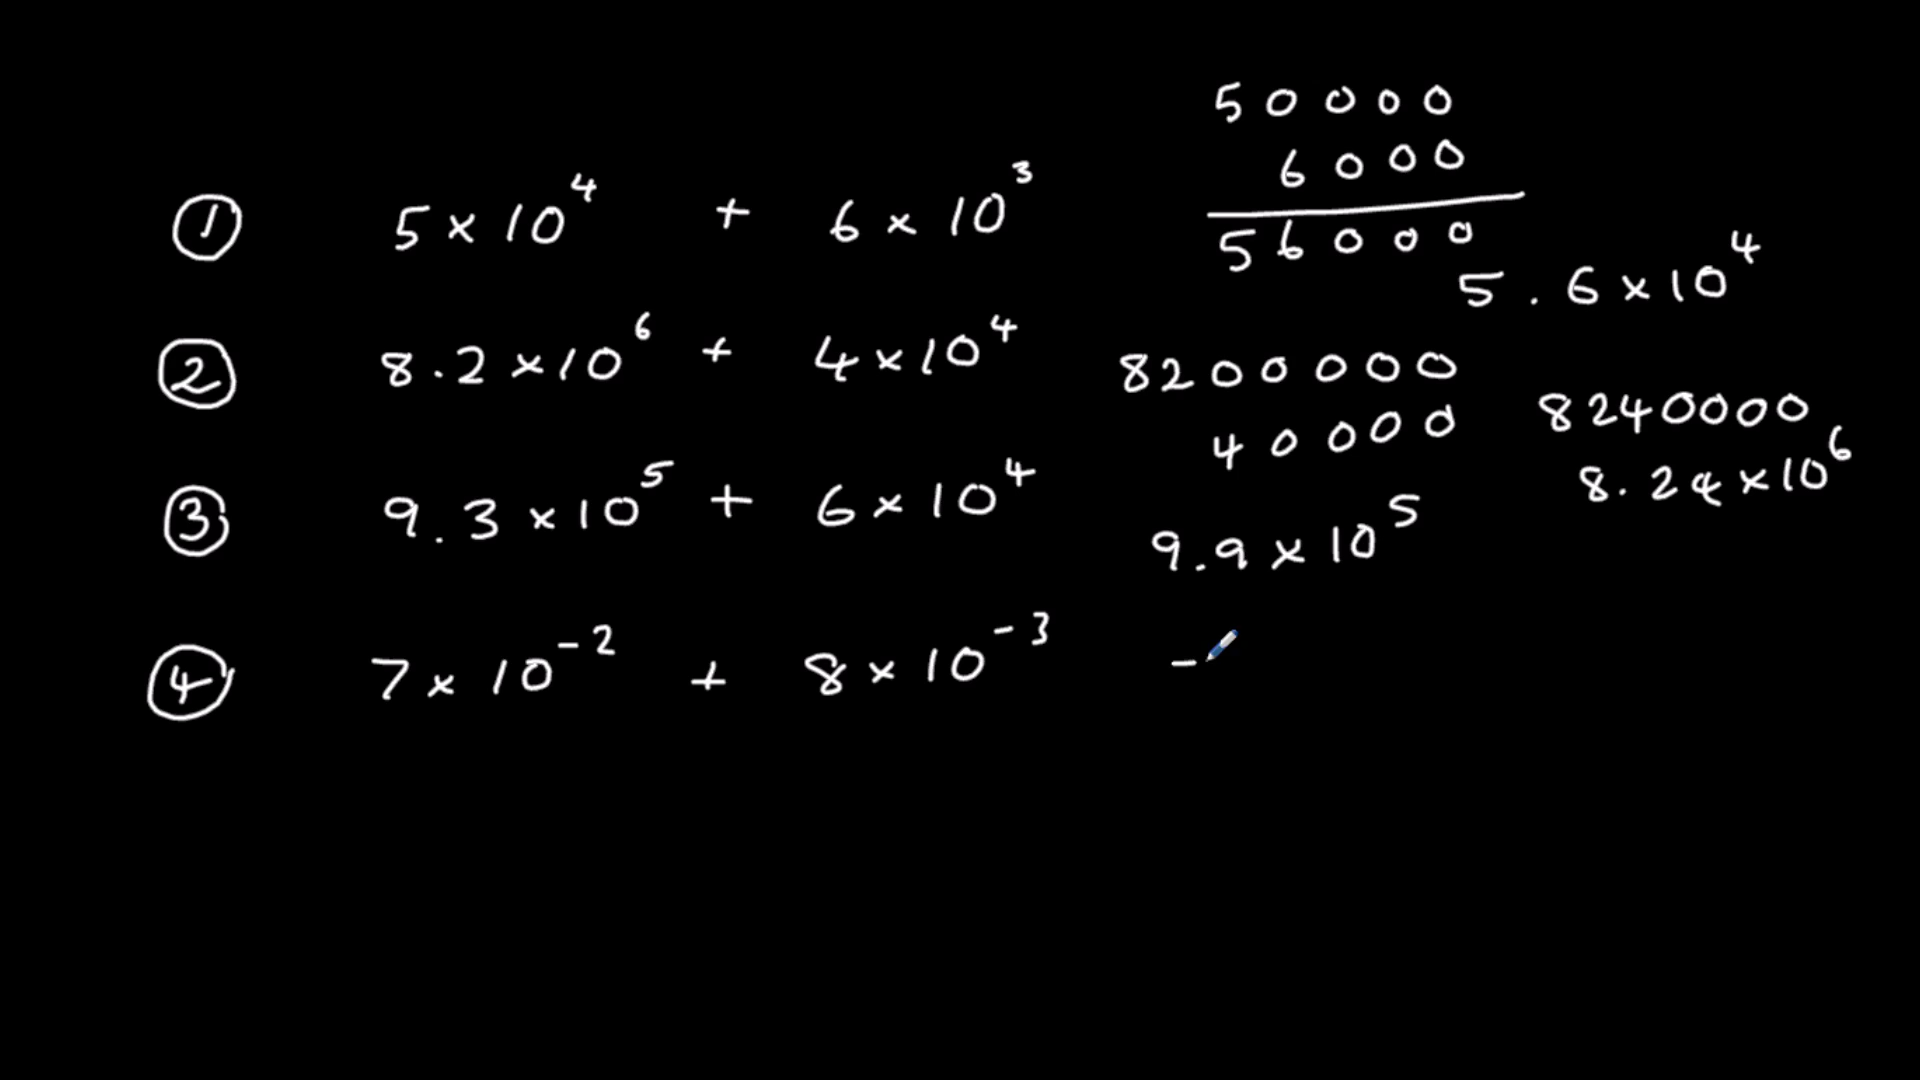 ① 5 × 10⁴ + 6 × 10³
50000
6000
56000
5.6 × 10⁴
② 8.2 × 10⁶ + 4 × 10⁴
8200000
40000
8240000
8.24 × 10⁶
③ 9.3 × 10⁵ + 6 × 10⁴
9.9 × 10⁵
④ 7 × 10⁻² + 8 × 10⁻³
-